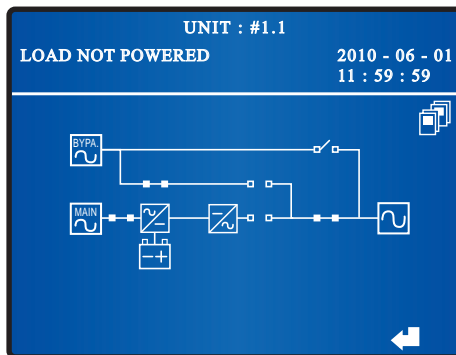 UNIT : #1.1
LOAD NOT POWERED
2010 - 06 - 01
11 : 59 : 59
BYPA.
MAIN